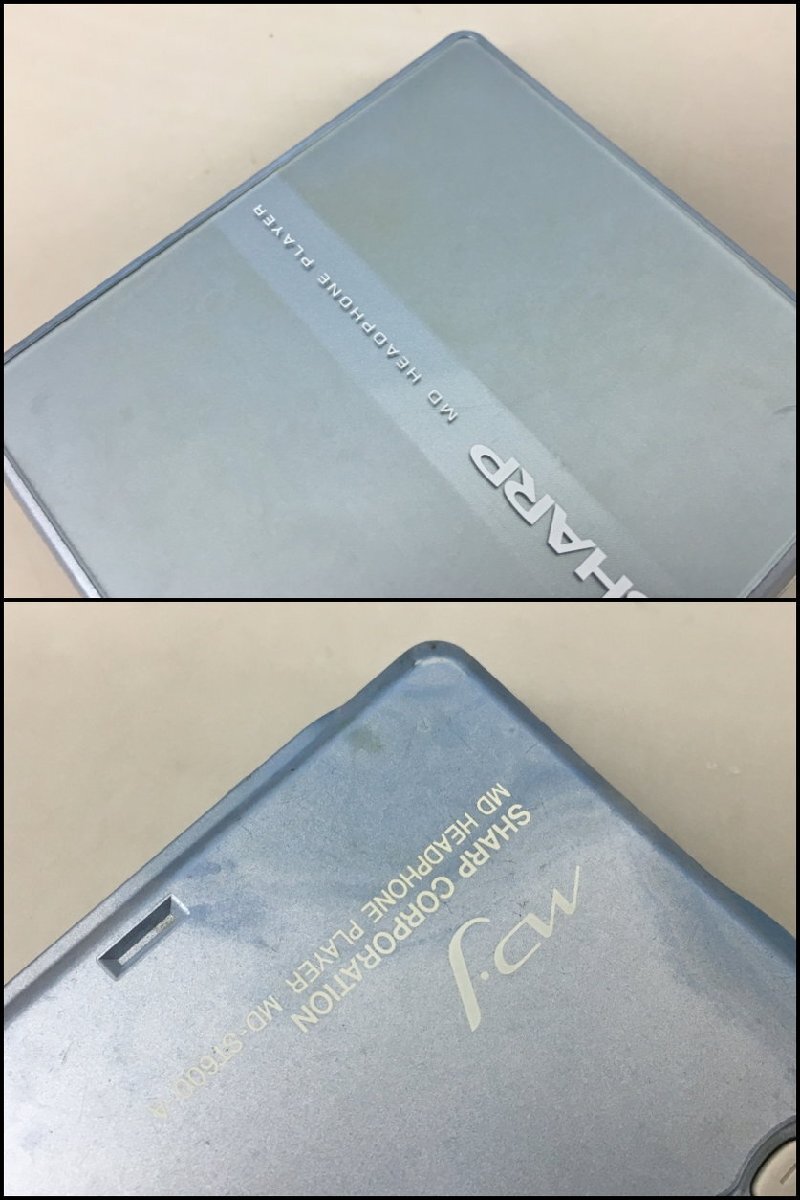 SHARP MD HEADPHONE PLAYER
MD·J
SHARP CORPORATION
MD HEADPHONE PLAYER MD-ST600-A